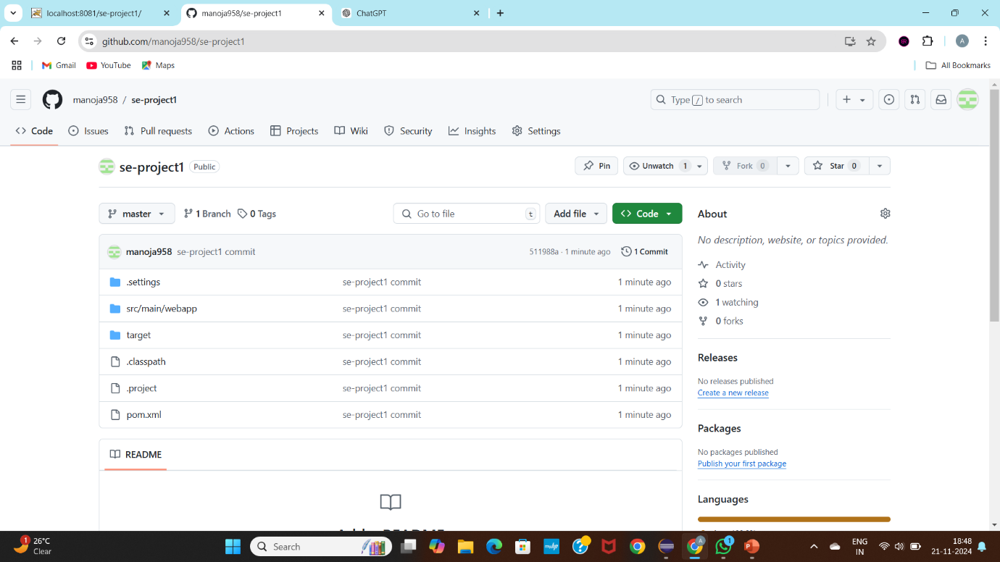 localhost:8081/se-project1/
manoja958/se-project1
ChatGPT
github.com/manoja958/se-project1
A
Gmail
YouTube
Maps
All Bookmarks
manoja958 / se-project1
Type / to search
Code
Issues
Pull requests
Actions
Projects
Wiki
Security
Insights
Settings
se-project1 Public
Pin
Unwatch 1
Fork 0
Star 0
master
1 Branch
0 Tags
Go to file t
Add file
Code
About
No description, website, or topics provided.
manoja958 se-project1 commit 511988a · 1 minute ago 1 Commit
.settings se-project1 commit 1 minute ago
src/main/webapp se-project1 commit 1 minute ago
target se-project1 commit 1 minute ago
.classpath se-project1 commit 1 minute ago
.project se-project1 commit 1 minute ago
pom.xml se-project1 commit 1 minute ago
README
Activity
0 stars
1 watching
0 forks
Releases
No releases published
Create a new release
Packages
No packages published
Publish your first package
Languages
1
26°C
Clear
Search
myhp
A
1
ENG
IN
18:48
21-11-2024